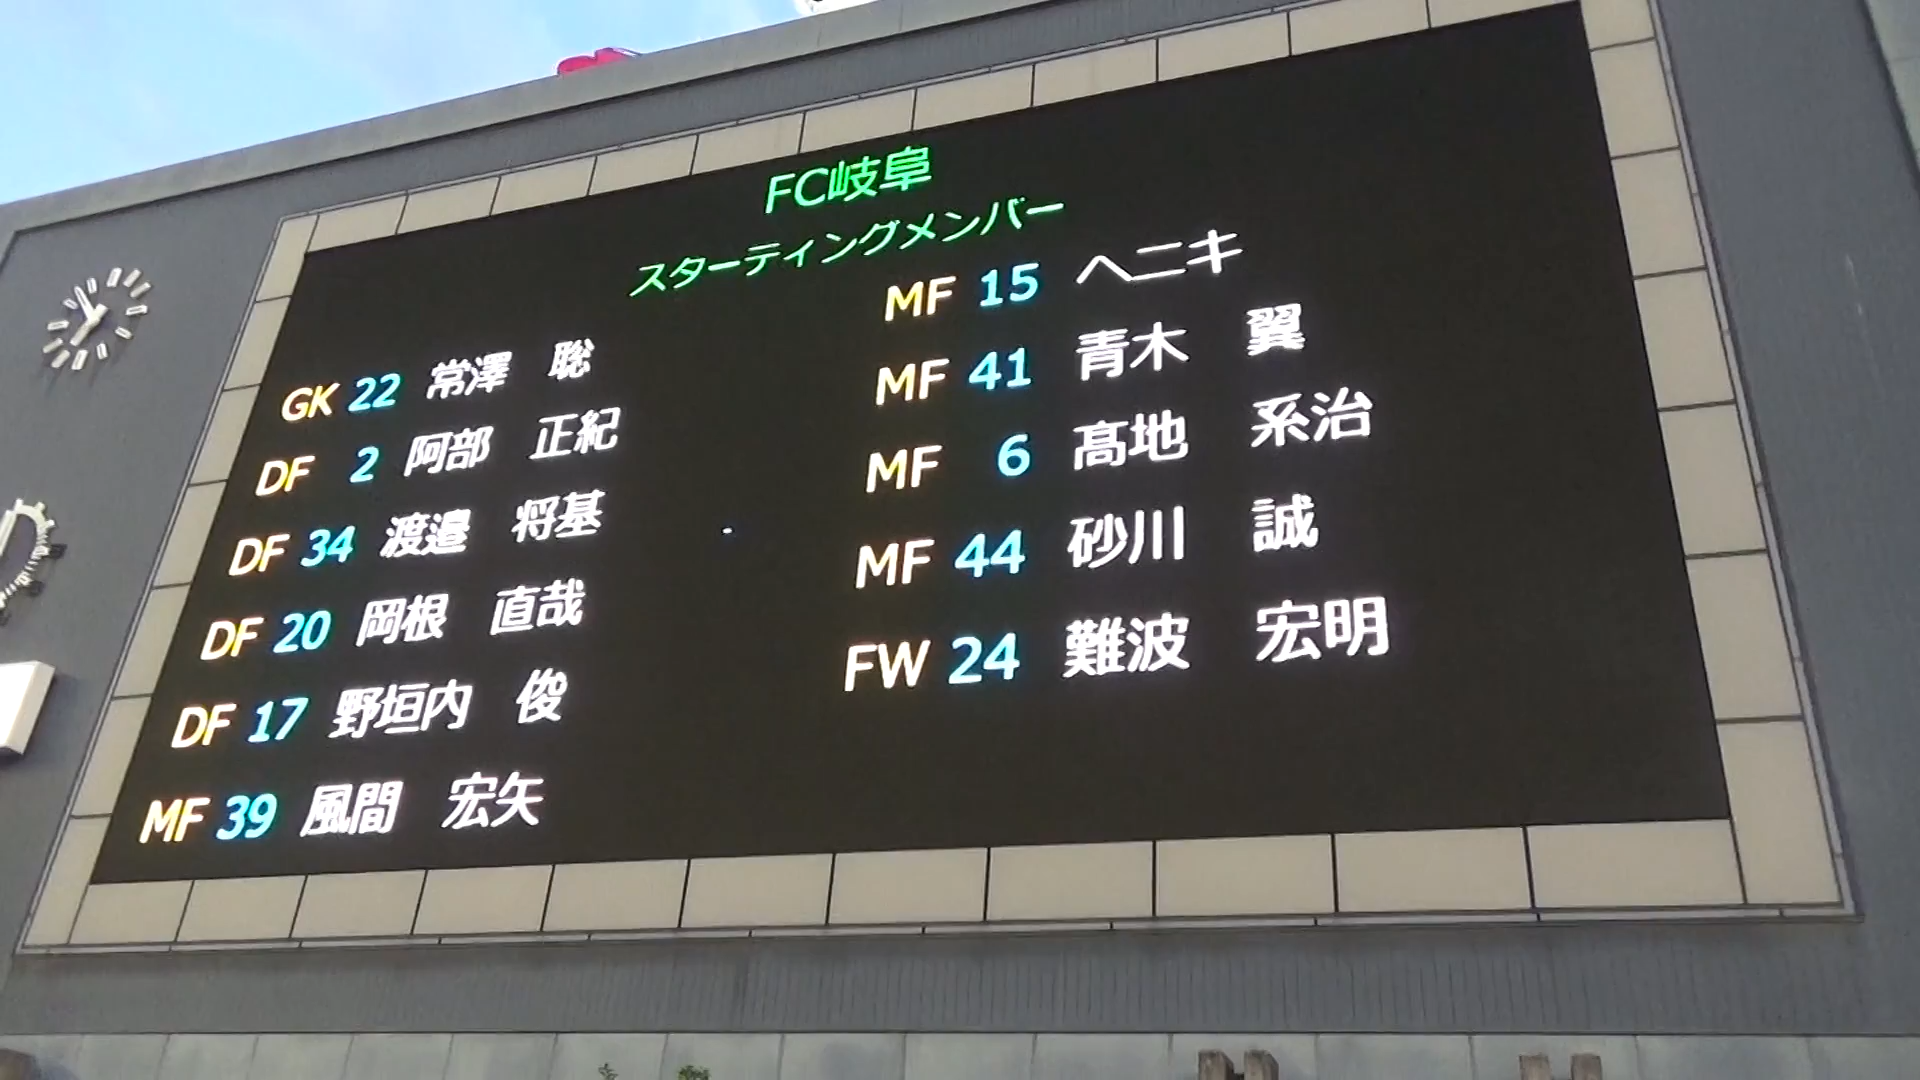 FC岐阜
スターティングメンバー
GK 22 常澤 聡
DF 2 阿部 正紀
DF 34 渡邉 将基
DF 20 岡根 直哉
DF 17 野垣内 俊
MF 39 風間 宏矢
MF 15 ヘニキ
MF 41 青木 翼
MF 6 髙地 系治
MF 44 砂川 誠
FW 24 難波 宏明